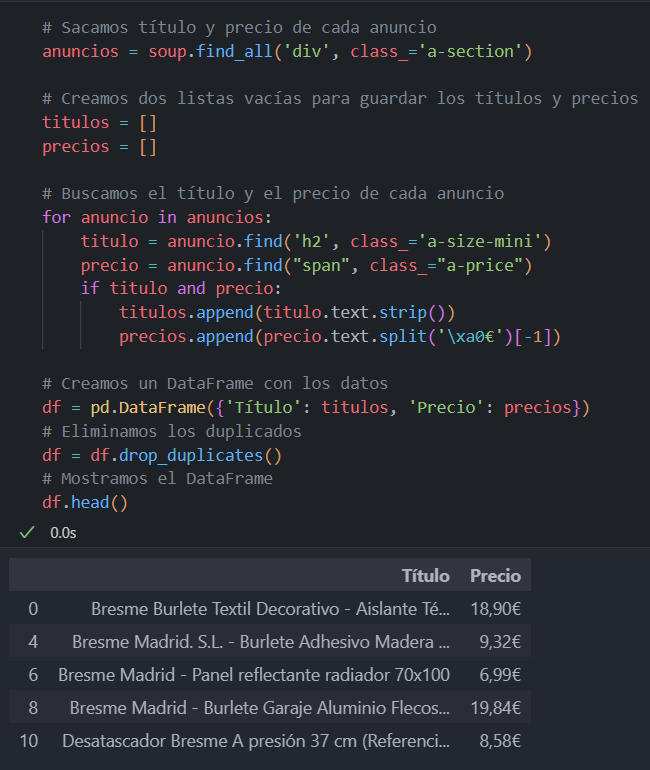 # Sacamos título y precio de cada anuncio
anuncios = soup.find_all('div', class_='a-section')
# Creamos dos listas vacías para guardar los títulos y precios
titulos = []
precios = []
# Buscamos el título y el precio de cada anuncio
for anuncio in anuncios:
    titulo = anuncio.find('h2', class_='a-size-mini')
    precio = anuncio.find("span", class_="a-price")
    if titulo and precio:
        titulos.append(titulo.text.strip())
        precios.append(precio.text.split('\xa0€')[-1])
# Creamos un DataFrame con los datos
df = pd.DataFrame({'Título': titulos, 'Precio': precios})
# Eliminamos los duplicados
df = df.drop_duplicates()
# Mostramos el DataFrame
df.head()
0.0s
Título Precio
0 Bresme Burlete Textil Decorativo - Aislante Té... 18,90€
4 Bresme Madrid. S.L. - Burlete Adhesivo Madera ... 9,32€
6 Bresme Madrid - Panel reflectante radiador 70x100 6,99€
8 Bresme Madrid - Burlete Garaje Aluminio Flecos... 19,84€
10 Desatascador Bresme A presión 37 cm (Referenci... 8,58€